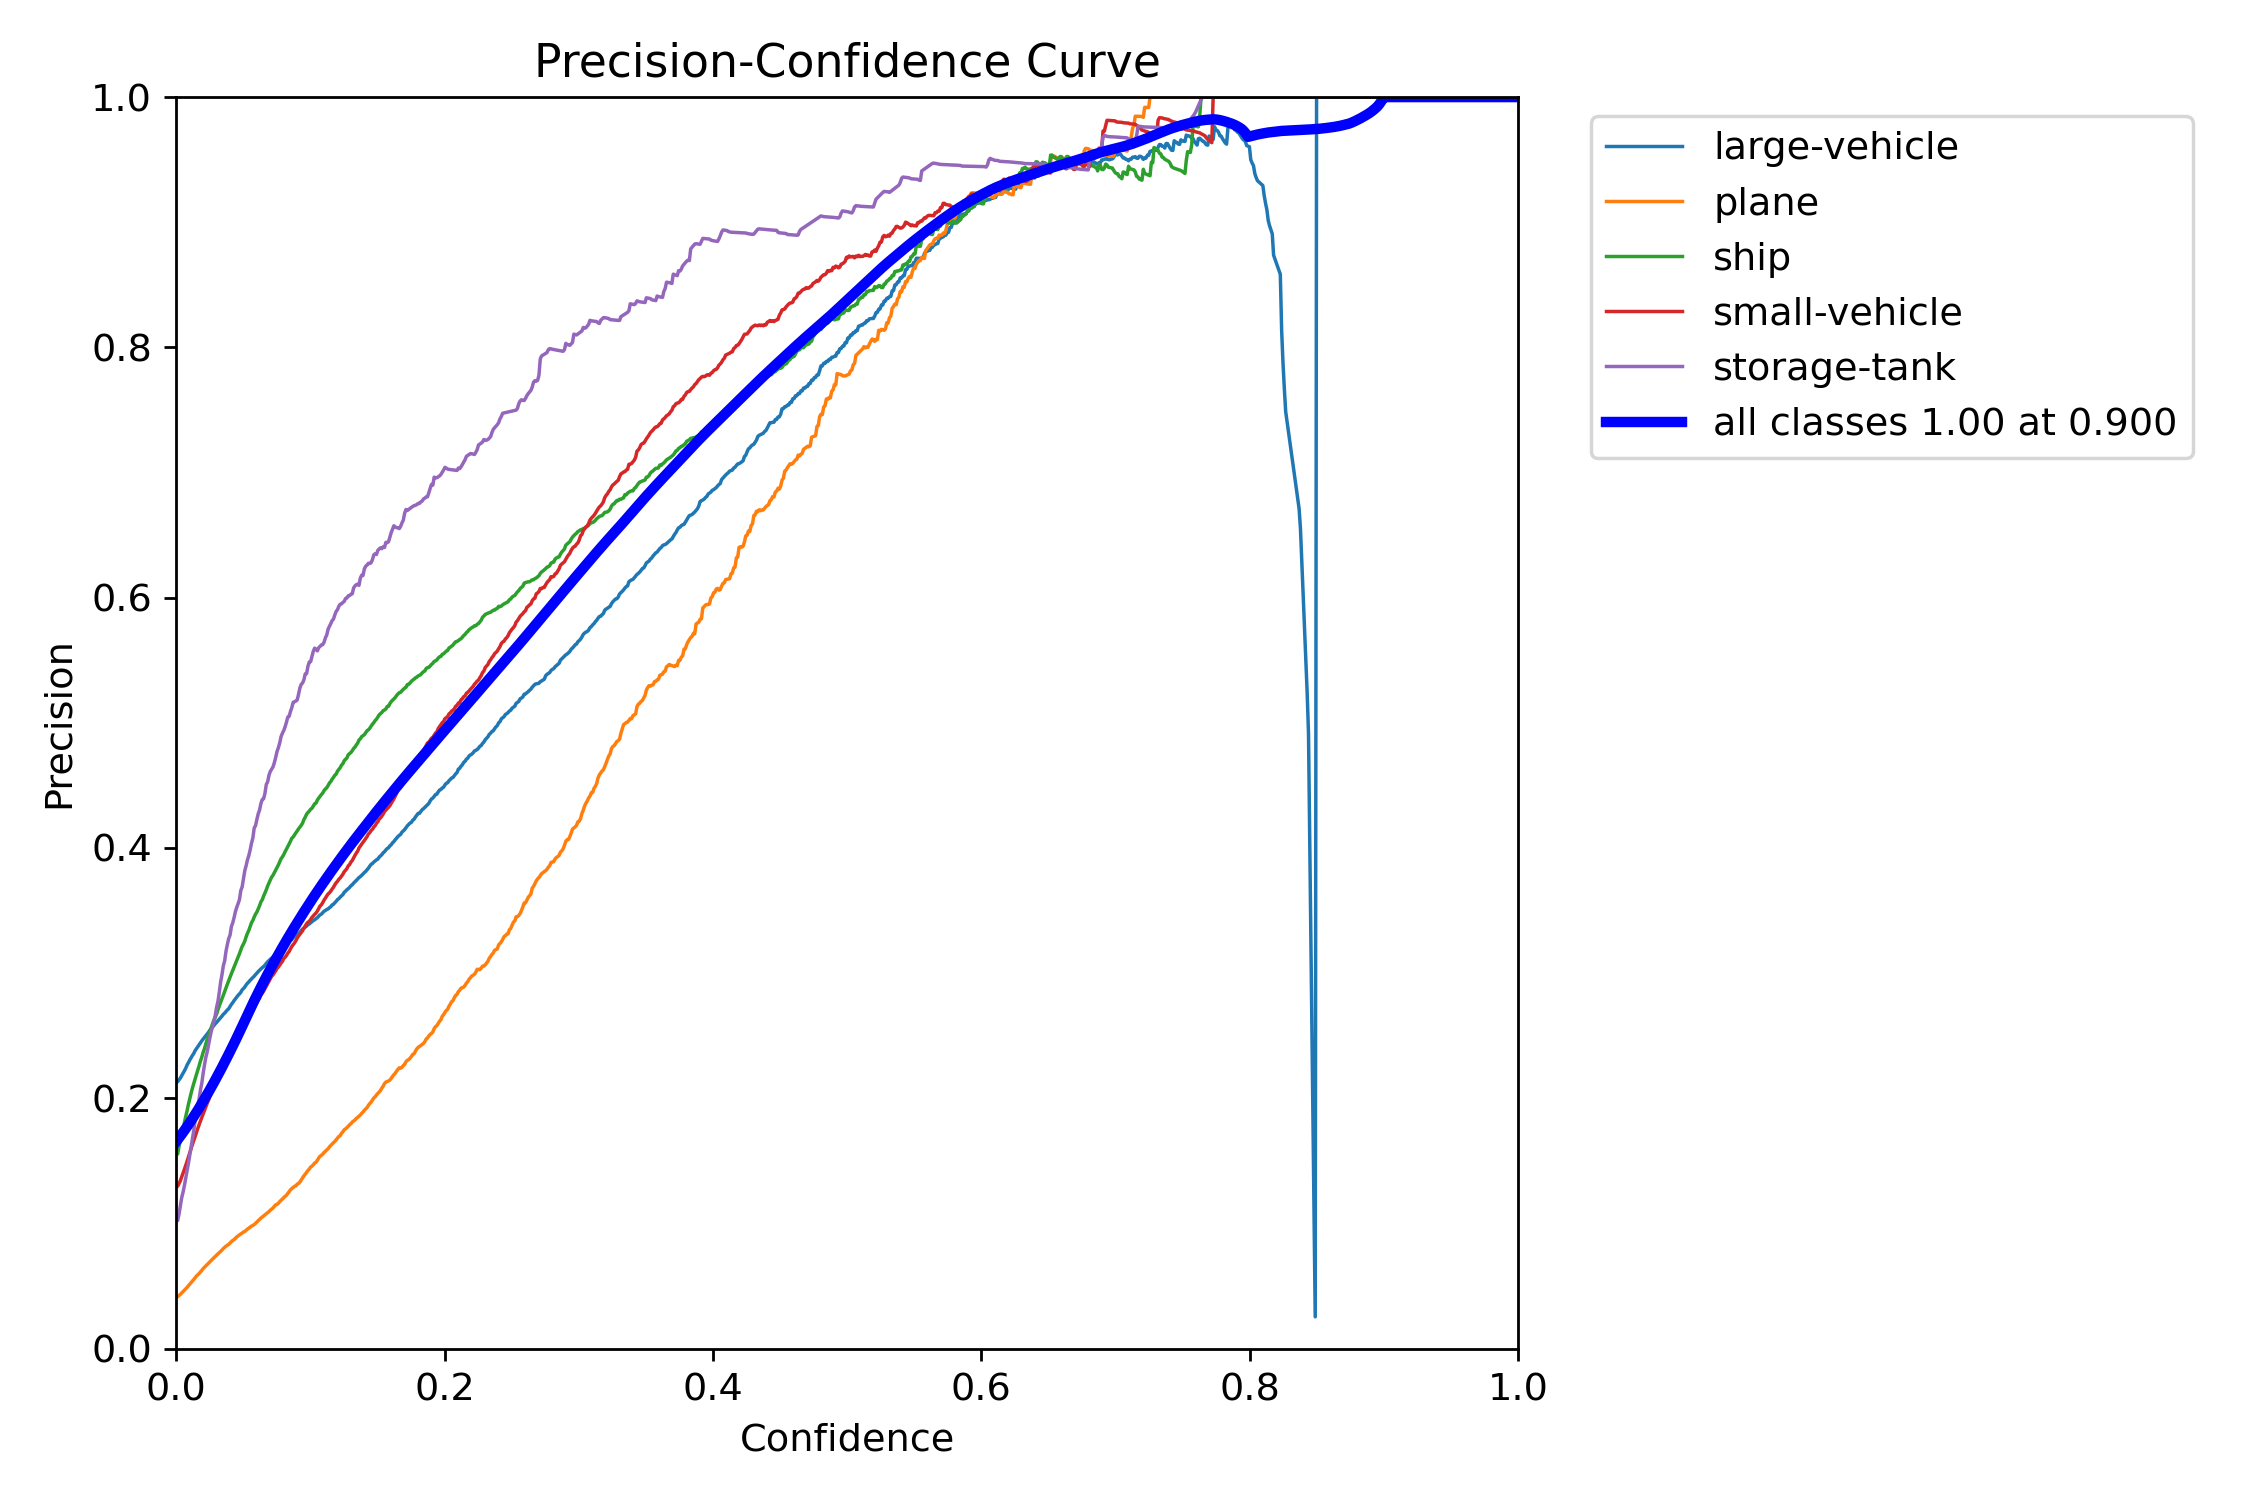 Precision-Confidence Curve
1.0
0.8
0.6
0.4
0.2
0.0
Precision
0.0 0.2 0.4 0.6 0.8 1.0
Confidence
large-vehicle
plane
ship
small-vehicle
storage-tank
all classes 1.00 at 0.900